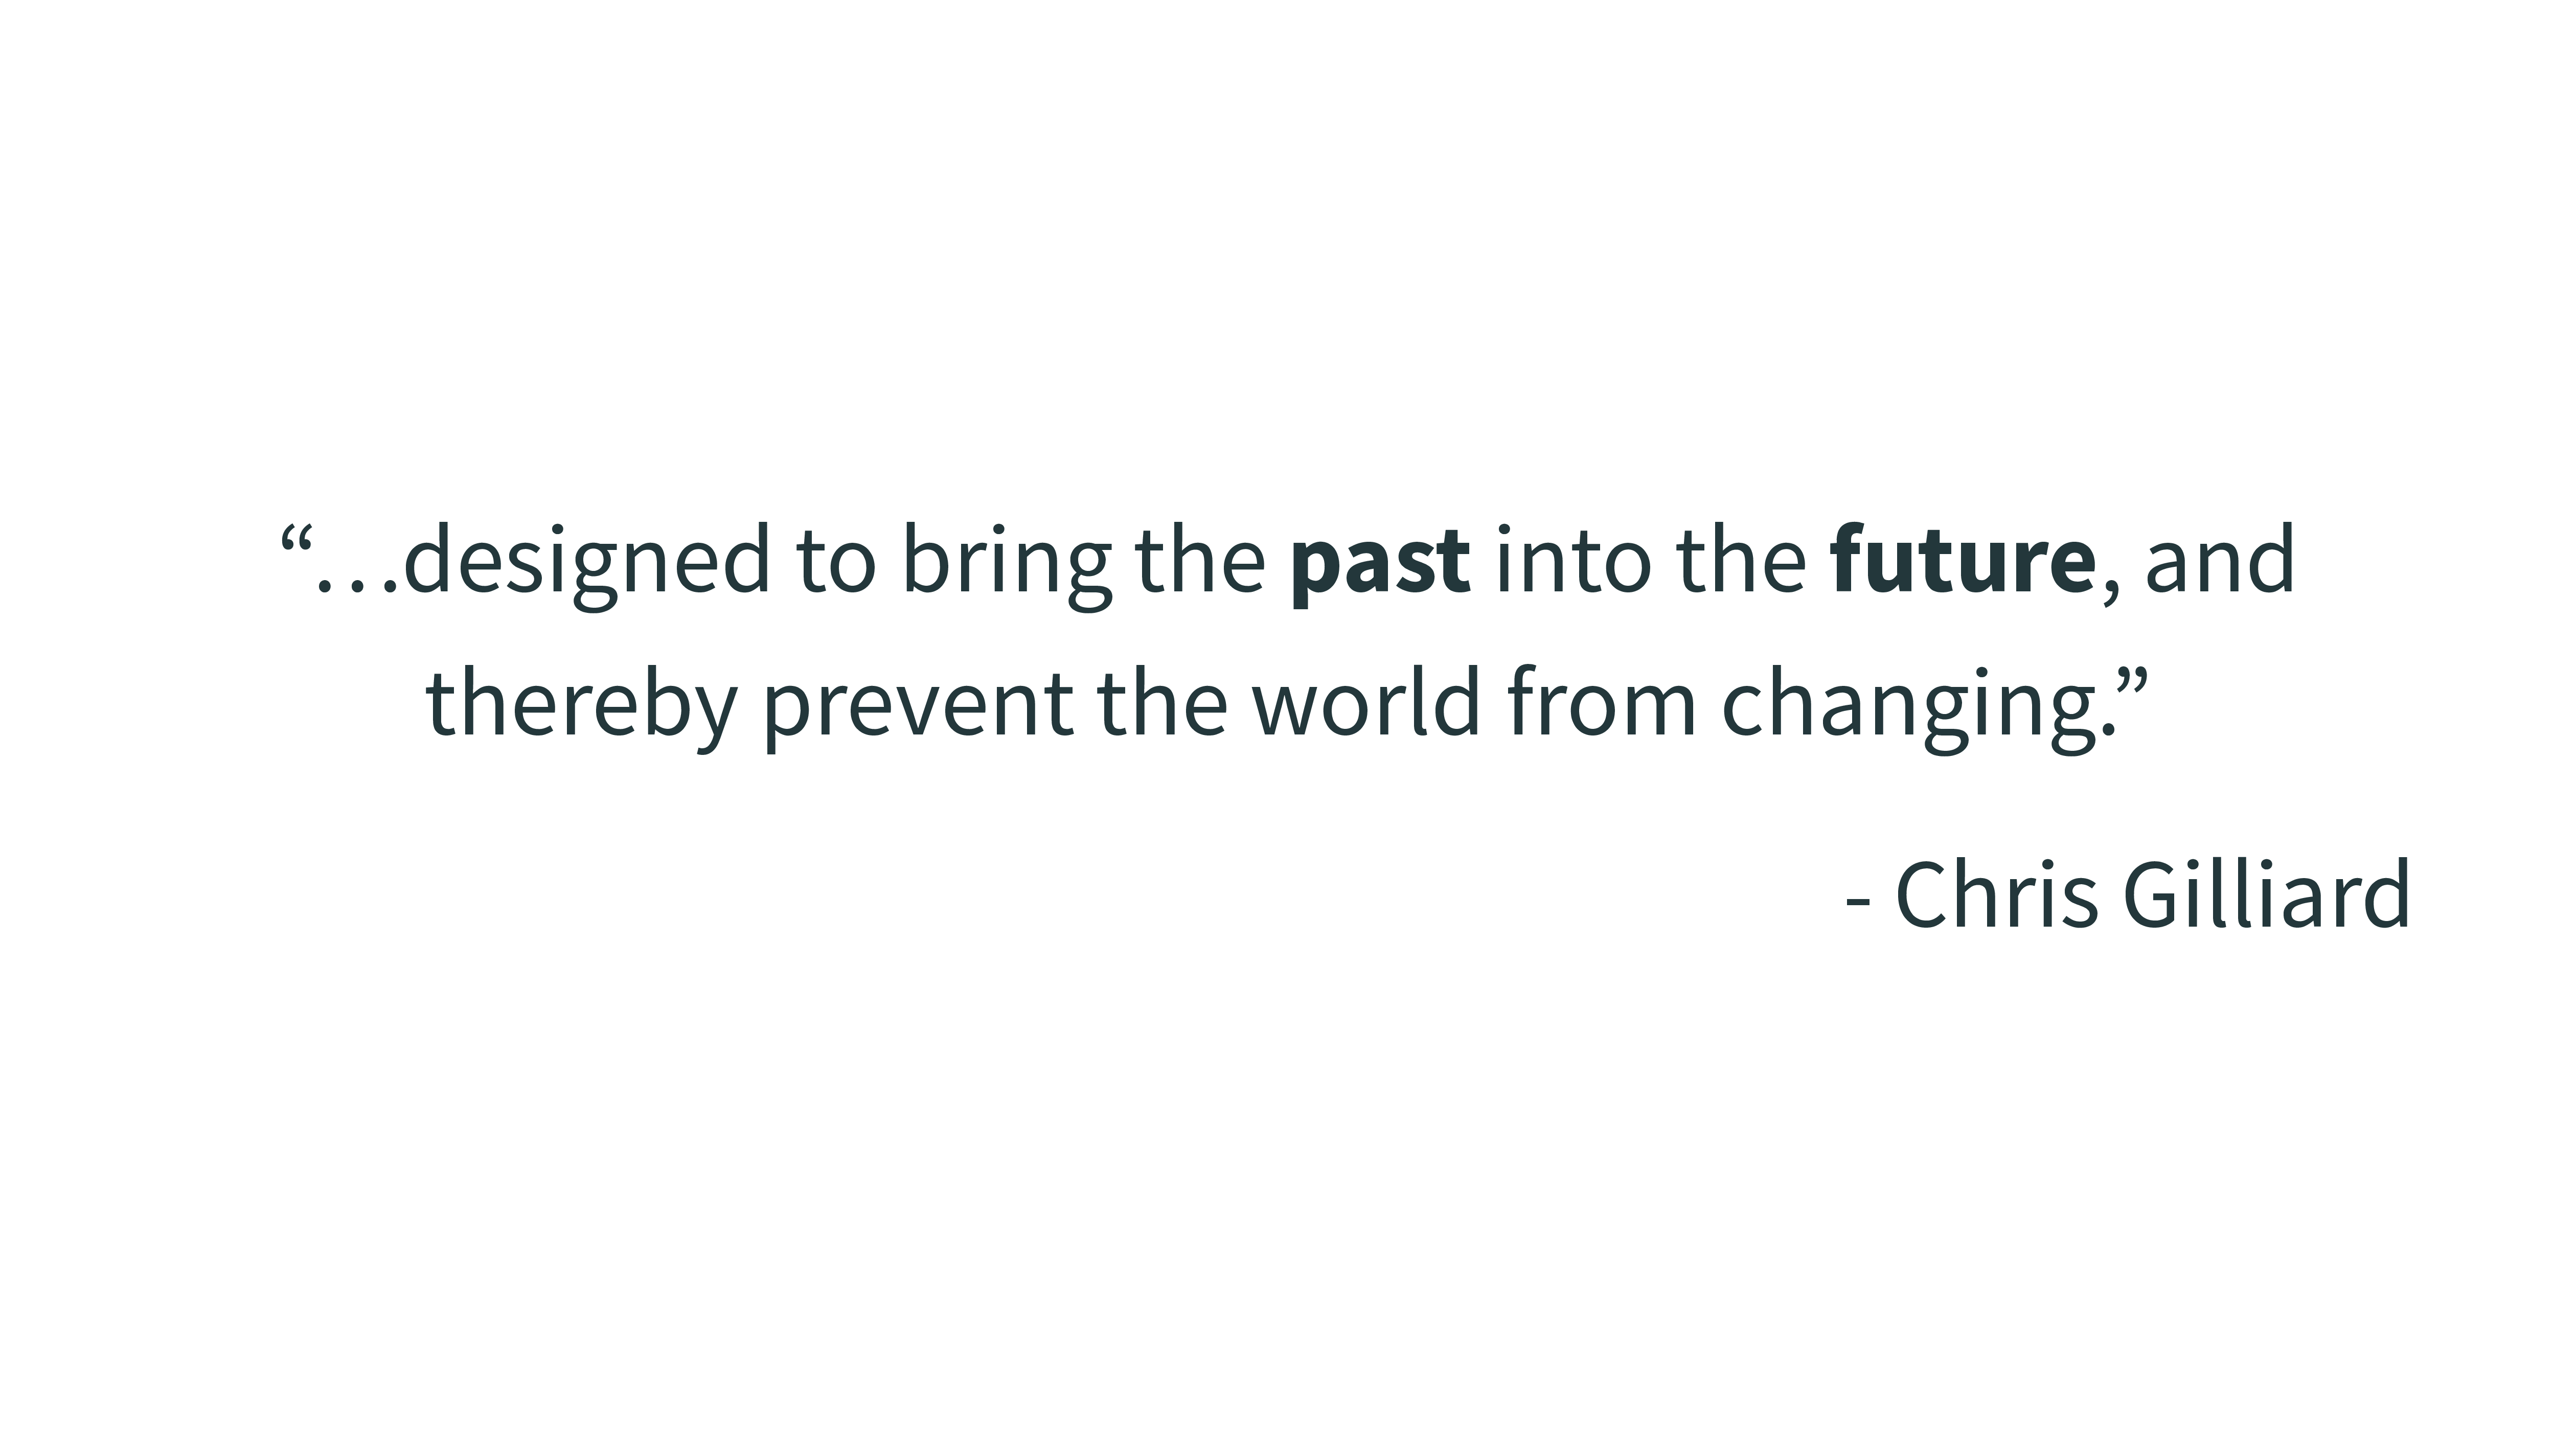 “…designed to bring the past into the future, and
thereby prevent the world from changing.”
- Chris Gilliard